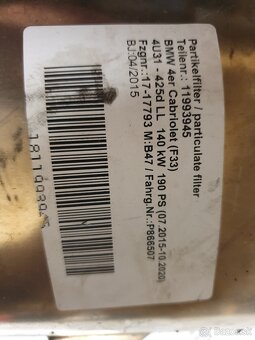 Partikelfilter / particulate filter
Teilenr.: 11993945
BMW 4er Cabriolet (F33)
4U31 - 425d LL 140 kW 190 PS (07.2015-10.2020)
BJ:04/2015
Fzgnr.:17-17793 M:B47 / Fahrg.Nr.:P866507
1811993945